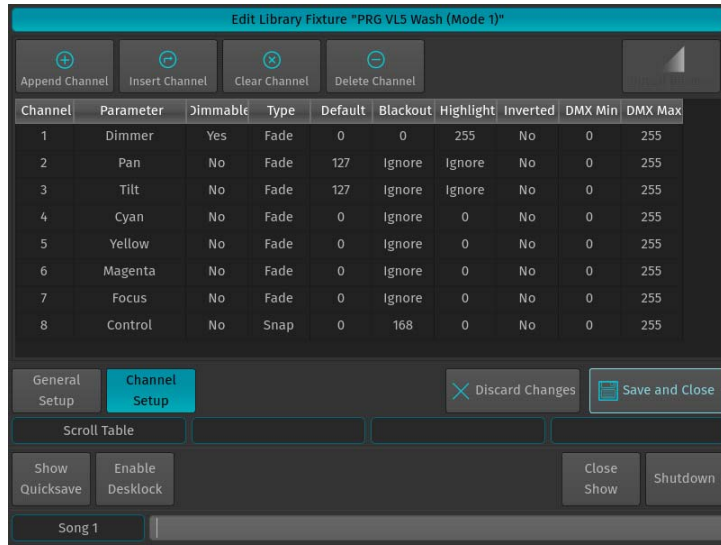 Edit Library Fixture "PRG VL5 Wash (Mode 1)"
Append Channel Insert Channel Clear Channel Delete Channel
Channel Parameter Dimmable Type Default Blackout Highlight Inverted DMX Min DMX Max
1 Dimmer Yes Fade 0 0 255 No 0 255
2 Pan No Fade 127 Ignore Ignore No 0 255
3 Tilt No Fade 127 Ignore Ignore No 0 255
4 Cyan No Fade 0 Ignore 0 No 0 255
5 Yellow No Fade 0 Ignore 0 No 0 255
6 Magenta No Fade 0 Ignore 0 No 0 255
7 Focus No Fade 0 Ignore 0 No 0 255
8 Control No Snap 0 168 0 No 0 255
General Setup Channel Setup Discard Changes Save and Close
Scroll Table
Show Quicksave Enable Desklock Close Show Shutdown
Song 1